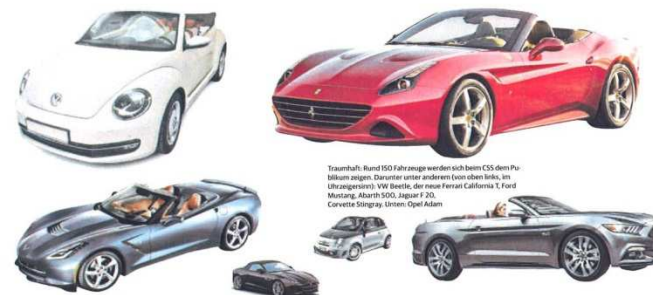 Traumhaft: Rund 150 Fahrzeuge werden sich beim CSS dem Pu-
blikum zeigen. Darunter unter anderem (von oben links, im
Uhrzeigersinn): VW Beetle, der neue Ferrari California T, Ford
Mustang, Abarth 500, Jaguar F 20,
Corvette Stingray. Unten: Opel Adam